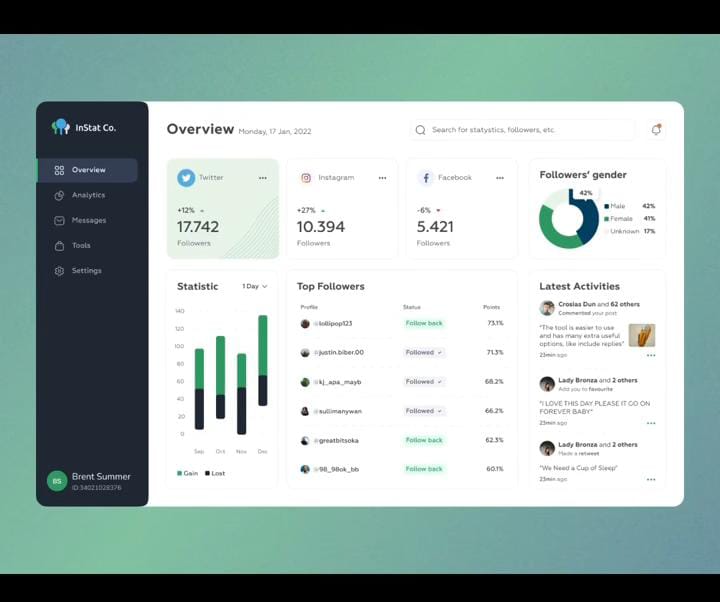 InStat Co.
Overview
Analytics
Messages
Tools
Settings
BS
Brent Summer
ID:34021028376
Overview Monday, 17 Jan, 2022
Search for statystics, followers, etc.
Twitter
+12%
17.742
Followers
Instagram
+27%
10.394
Followers
Facebook
-6%
5.421
Followers
Followers' gender
42%
Male 42%
Female 41%
Unknown 17%
Statistic 1 Day
140
120
100
80
60
40
20
0
Sep Oct Nov Dec
Gain Lost
Top Followers
Profile Status Points
@lollipop123 Follow back 73.1%
@justin.biber.00 Followed 71.3%
@kj_apa_mayb Followed 68.2%
@sullimanywan Followed 66.2%
@greatbitsoka Follow back 62.3%
@98_98ok_bb Follow back 60.1%
Latest Activities
Crosias Dun and 62 others
Commented your post
"The tool is easier to use
and has many extra useful
options, like include replies"
23min ago
Lady Bronza and 2 others
Add you to favourite
"I LOVE THIS DAY PLEASE IT GO ON
FOREVER BABY"
23min ago
Lady Bronza and 2 others
Made a retweet
"We Need a Cup of Sleep"
23min ago